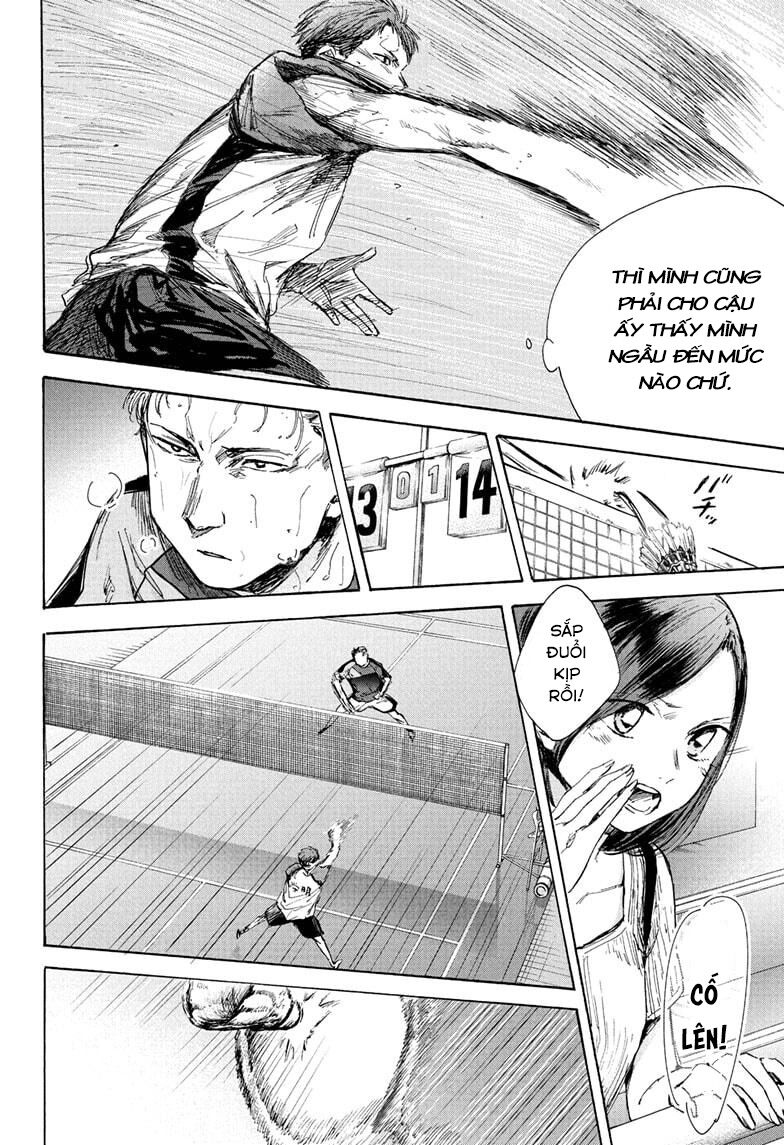 THÌ MÌNH CŨNG
PHẢI CHO CẬU
ẤY THẤY MÌNH
NGẦU ĐẾN MỨC
NÀO CHỨ.
3 0 1 14
SẮP
ĐUỔI
KỊP
RỒI!
CỐ
LÊN!